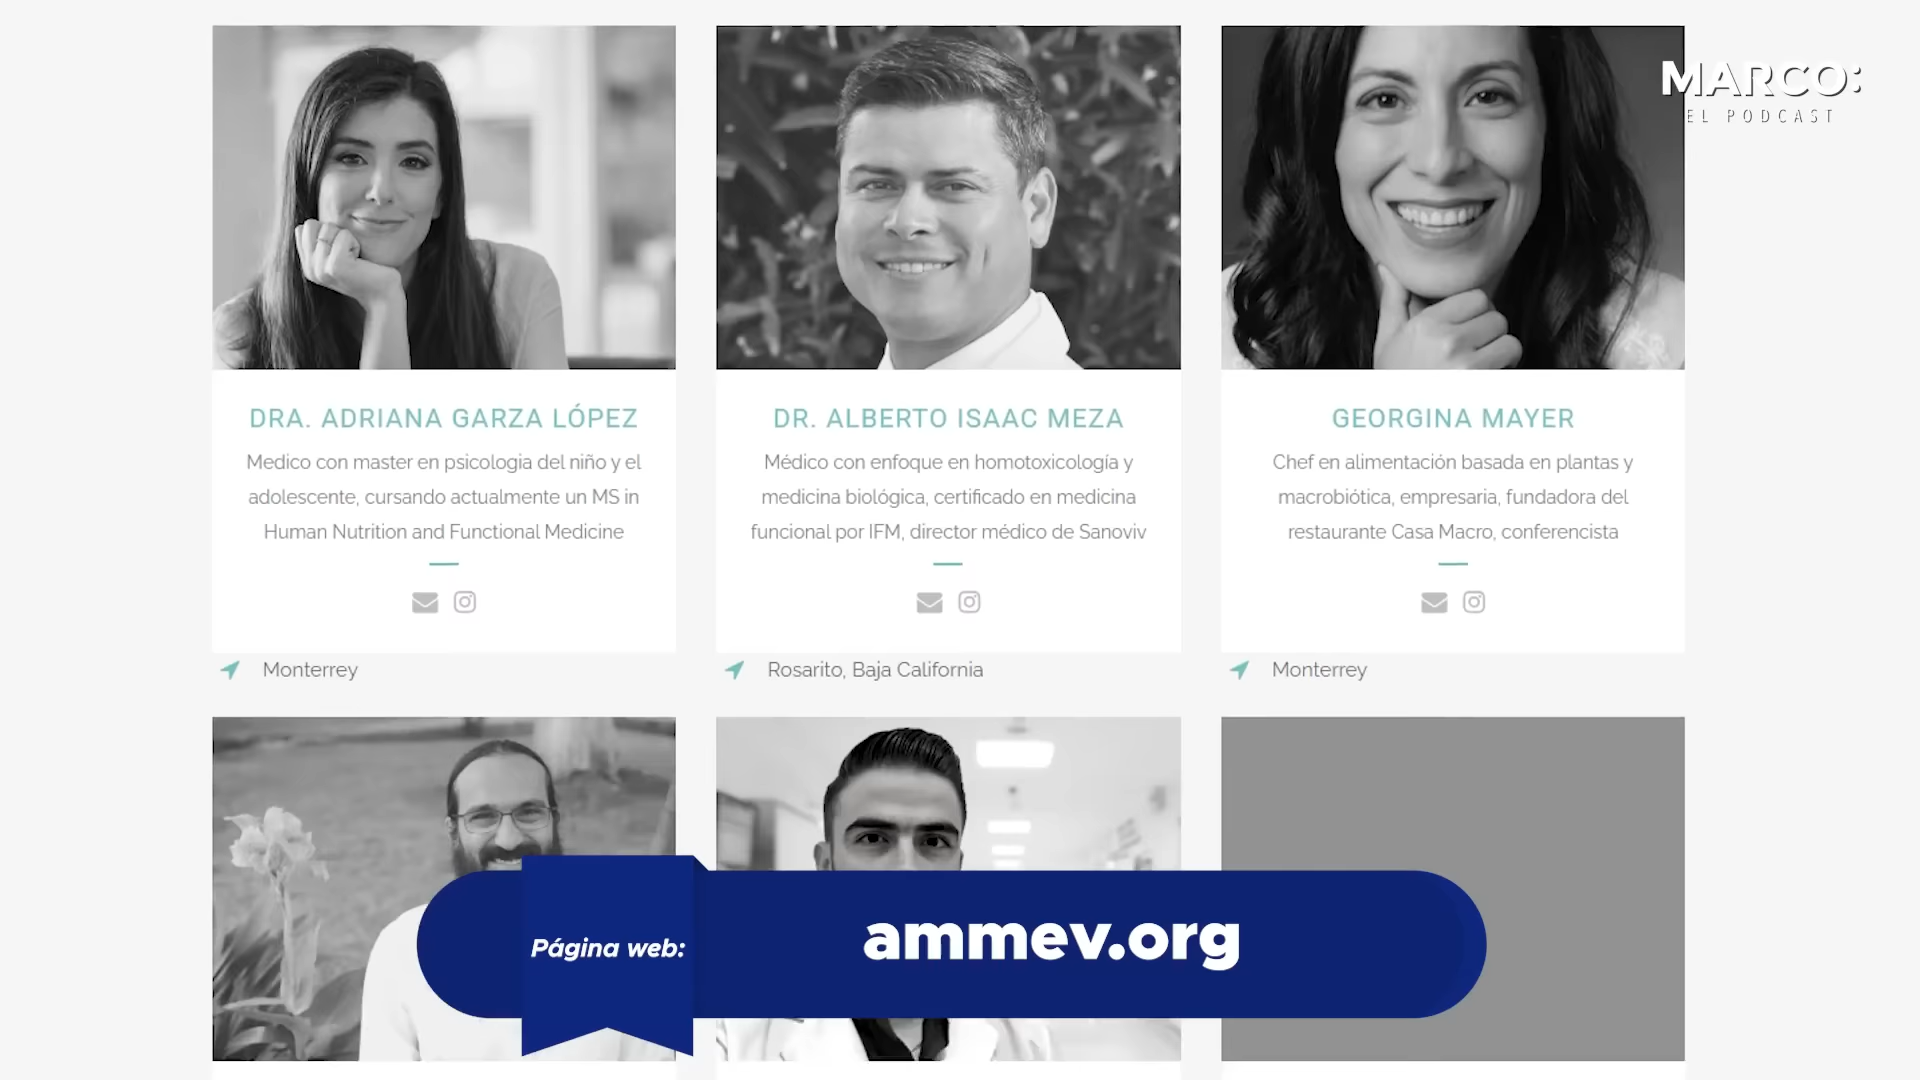 MARCO:
EL PODCAST
DRA. ADRIANA GARZA LÓPEZ
Medico con master en psicologia del niño y el
adolescente, cursando actualmente un MS in
Human Nutrition and Functional Medicine
Monterrey
DR. ALBERTO ISAAC MEZA
Médico con enfoque en homotoxicología y
medicina biológica, certificado en medicina
funcional por IFM, director médico de Sanoviv
Rosarito, Baja California
GEORGINA MAYER
Chef en alimentación basada en plantas y
macrobiótica, empresaria, fundadora del
restaurante Casa Macro, conferencista
Monterrey
Página web:
ammev.org